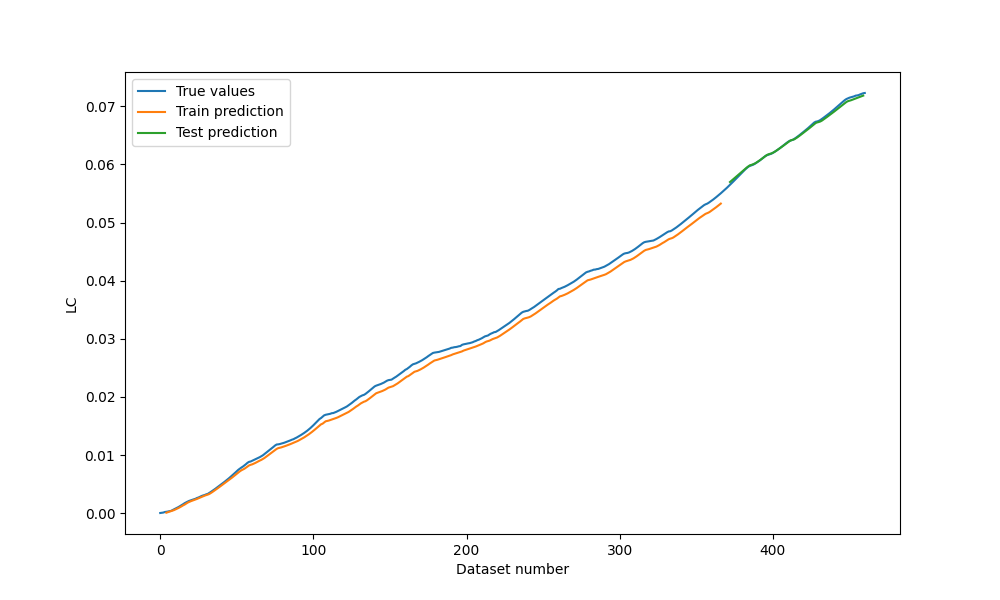 True values
Train prediction
Test prediction
0.07
0.06
0.05
0.04
0.03
0.02
0.01
0.00
LC
0 100 200 300 400
Dataset number